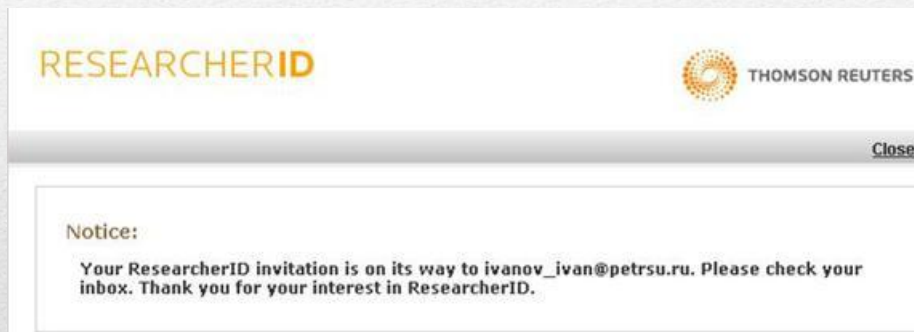 RESEARCHERID
THOMSON REUTERS
Close
Notice:
Your ResearcherID invitation is on its way to ivanov_ivan@petrsu.ru. Please check your
inbox. Thank you for your interest in ResearcherID.